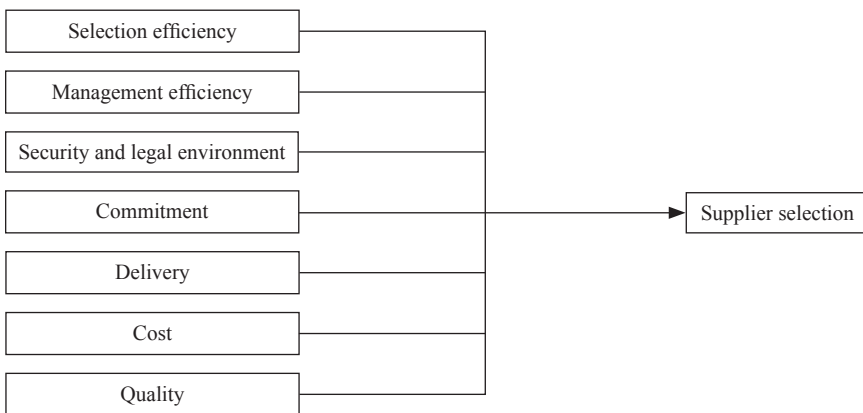 Selection efficiency
Management efficiency
Security and legal environment
Commitment
Supplier selection
Delivery
Cost
Quality